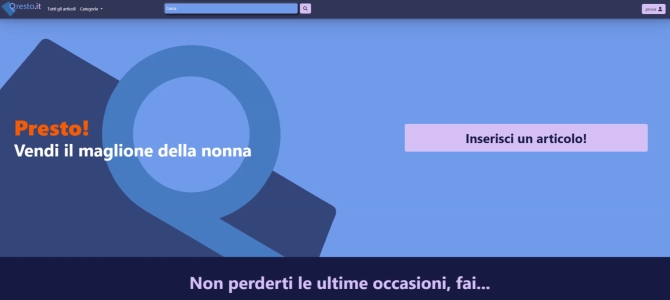 Presto.it
Tutti gli articoli Categorie
Cerca
prova
Presto!
Vendi il maglione della nonna
Inserisci un articolo!
Non perderti le ultime occasioni, fai...